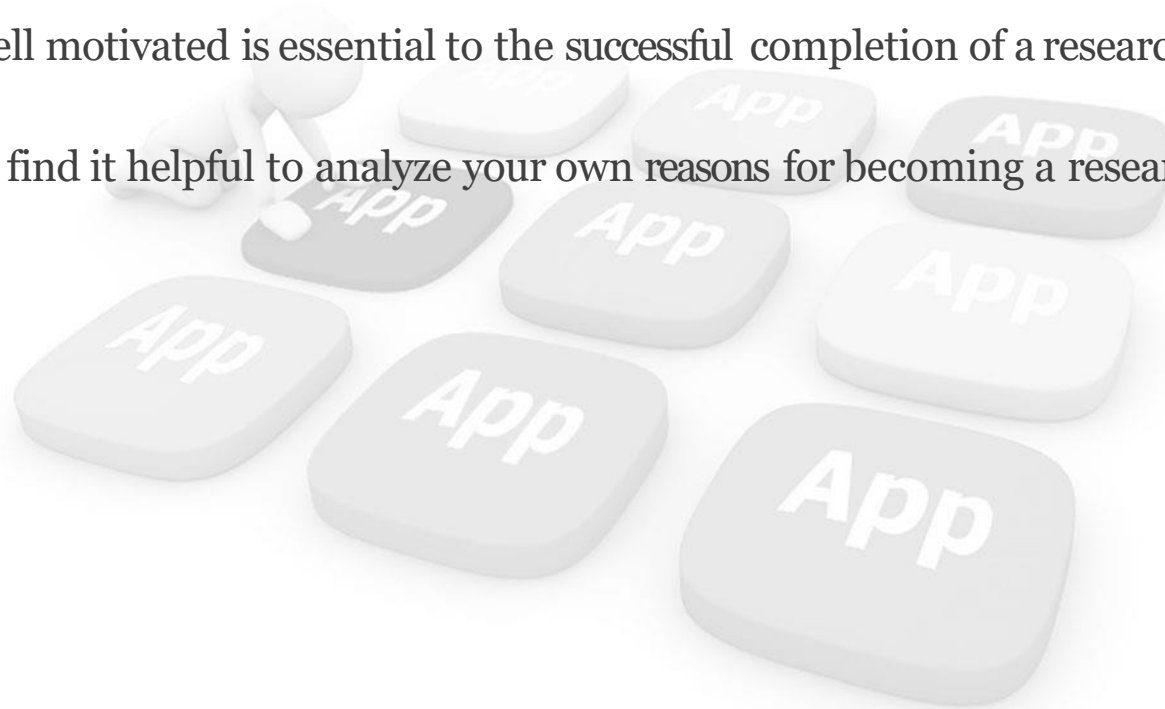 ell motivated is essential to the successful completion of a researc
find it helpful to analyze your own reasons for becoming a resear
App
App
App
App
App
App
App
App
App